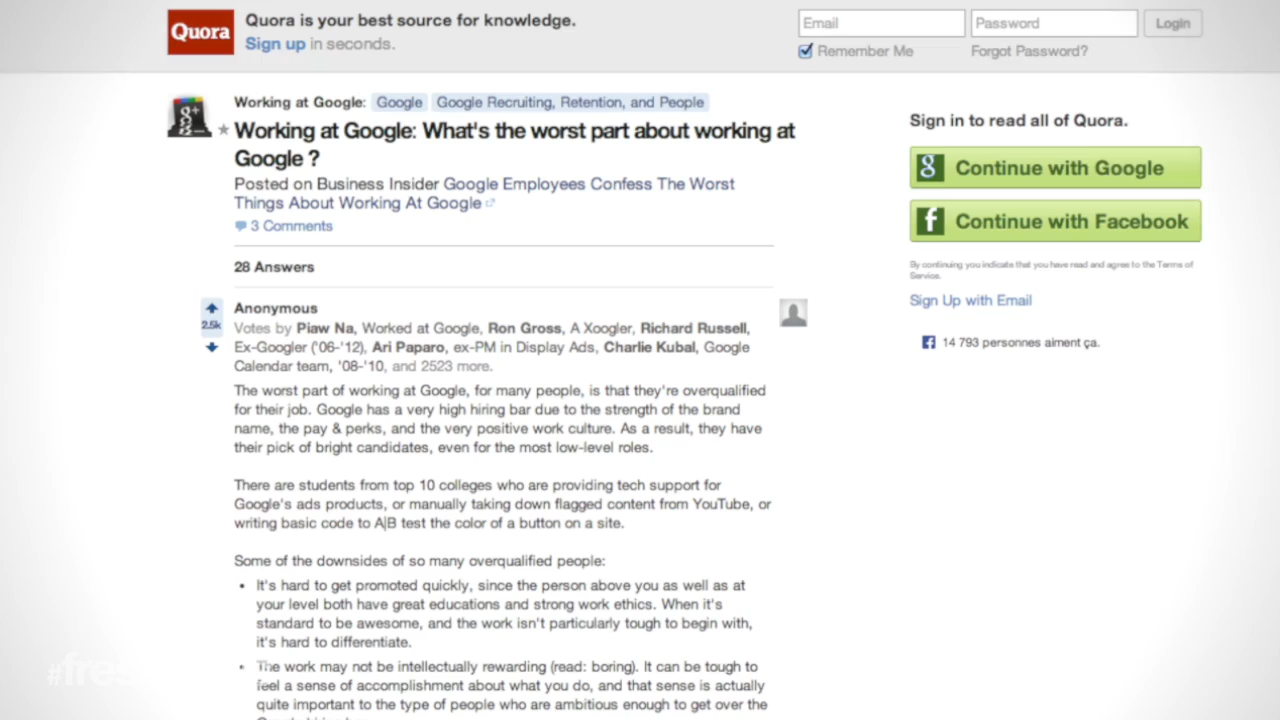 Quora
Quora is your best source for knowledge.
Sign up in seconds.
Email
Password
Login
Remember Me
Forgot Password?
Working at Google: Google Google Recruiting, Retention, and People
Working at Google: What's the worst part about working at
Google ?
Posted on Business Insider Google Employees Confess The Worst
Things About Working At Google
3 Comments
28 Answers
2.5k
Anonymous
Votes by Piaw Na, Worked at Google, Ron Gross, A Xoogler, Richard Russell,
Ex-Googler ('06-'12), Ari Paparo, ex-PM in Display Ads, Charlie Kubal, Google
Calendar team, '08-'10, and 2523 more.
The worst part of working at Google, for many people, is that they're overqualified
for their job. Google has a very high hiring bar due to the strength of the brand
name, the pay & perks, and the very positive work culture. As a result, they have
their pick of bright candidates, even for the most low-level roles.
There are students from top 10 colleges who are providing tech support for
Google's ads products, or manually taking down flagged content from YouTube, or
writing basic code to A|B test the color of a button on a site.
Some of the downsides of so many overqualified people:
• It's hard to get promoted quickly, since the person above you as well as at
your level both have great educations and strong work ethics. When it's
standard to be awesome, and the work isn't particularly tough to begin with,
it's hard to differentiate.
• The work may not be intellectually rewarding (read: boring). It can be tough to
feel a sense of accomplishment about what you do, and that sense is actually
quite important to the type of people who are ambitious enough to get over the
Sign in to read all of Quora.
Continue with Google
Continue with Facebook
By continuing you indicate that you have read and agree to the Terms of
Service.
Sign Up with Email
14 793 personnes aiment ça.